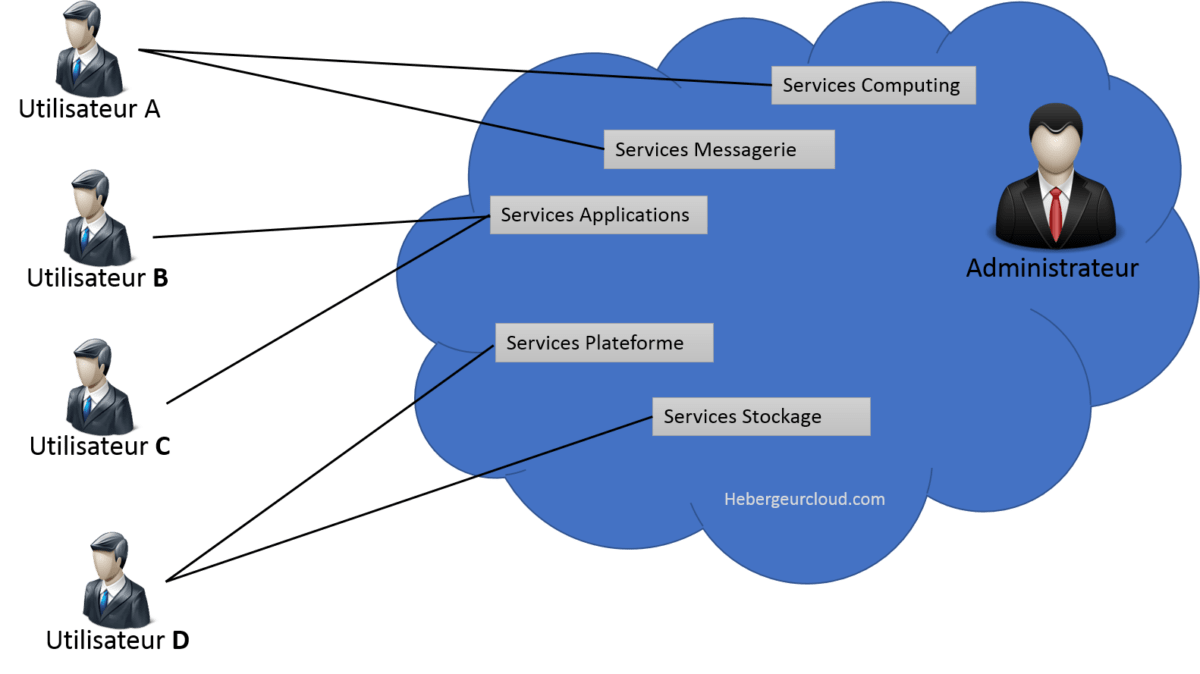 Utilisateur A
Services Computing
Services Messagerie
Utilisateur B
Services Applications
Administrateur
Services Plateforme
Utilisateur C
Services Stockage
Hebergeurcloud.com
Utilisateur D